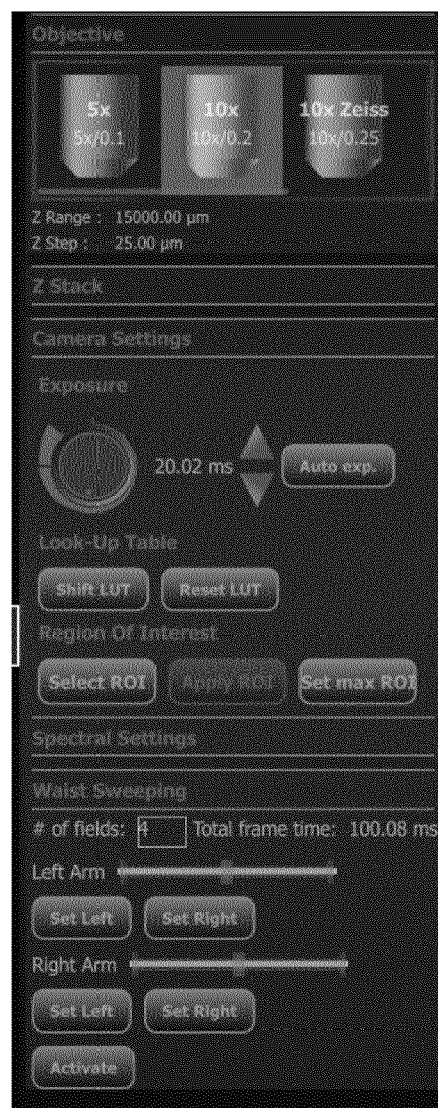 Objective
5x 10x 10x Zeiss
5x/0.1 10x/0.2 10x/0.25
Z Range : 15000.00 µm
Z Step : 25.00 µm
Z Stack
Camera Settings
Exposure
20.02 ms Auto exp.
Look-Up Table
Shift LUT Reset LUT
Region Of Interest
Select ROI Apply ROI Set max ROI
Spectral Settings
Waist Sweeping
# of fields: 4 Total frame time: 100.08 ms
Left Arm
Set Left Set Right
Right Arm
Set Left Set Right
Activate